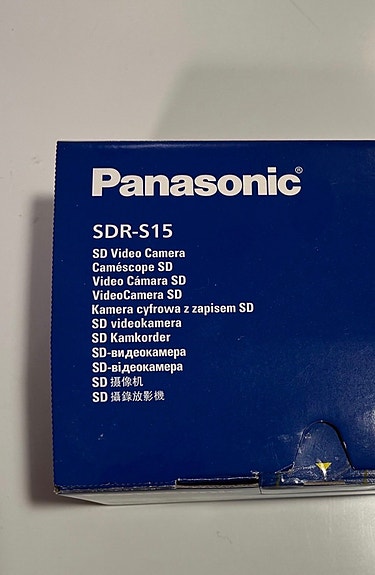 Panasonic®
SDR-S15
SD Video Camera
Caméscope SD
Video Cámara SD
VideoCamera SD
Kamera cyfrowa z zapisem SD
SD videokamera
SD Kamkorder
SD-видеокамера
SD-відеокамера
SD 摄像机
SD 攝錄放影機